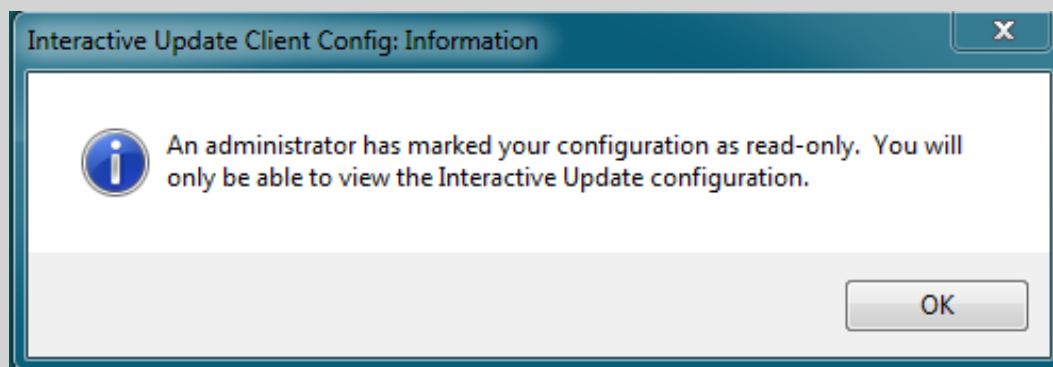 Interactive Update Client Config: Information
An administrator has marked your configuration as read-only.  You will
only be able to view the Interactive Update configuration.
OK